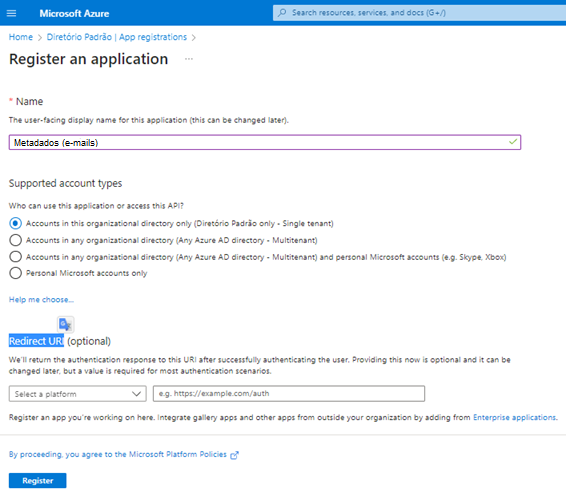 Microsoft Azure
Search resources, services, and docs (G+/)
Home > Diretório Padrão | App registrations >
Register an application ...
* Name
The user-facing display name for this application (this can be changed later).
Metadados (e-mails)
Supported account types
Who can use this application or access this API?
Accounts in this organizational directory only (Diretório Padrão only - Single tenant)
Accounts in any organizational directory (Any Azure AD directory - Multitenant)
Accounts in any organizational directory (Any Azure AD directory - Multitenant) and personal Microsoft accounts (e.g. Skype, Xbox)
Personal Microsoft accounts only
Help me choose...
Redirect URI (optional)
We'll return the authentication response to this URI after successfully authenticating the user. Providing this now is optional and it can be
changed later, but a value is required for most authentication scenarios.
Select a platform
e.g. https://example.com/auth
Register an app you're working on here. Integrate gallery apps and other apps from outside your organization by adding from Enterprise applications.
By proceeding, you agree to the Microsoft Platform Policies
Register